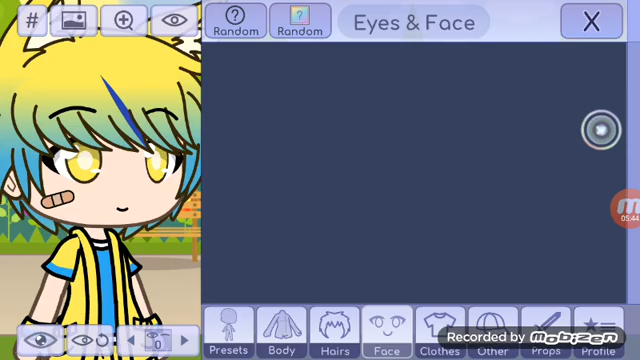 #
?
Random
?
Random
Eyes & Face
X
05:44
0
Presets
Body
Hairs
Face
Clothes
Other
Props
Profile
Recorded by mobizen